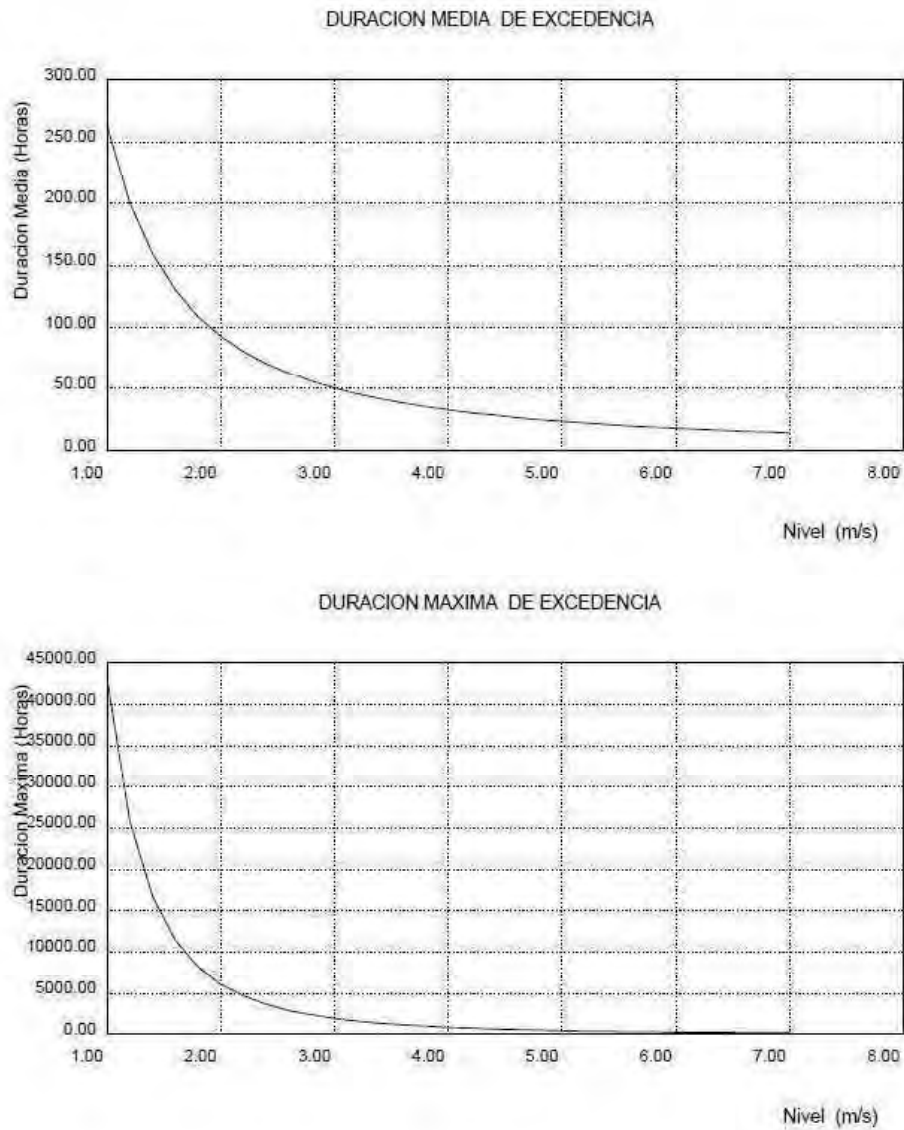 DURACION MEDIA DE EXCEDENCIA
Duracion Media (Horas)
300.00
250.00
200.00
150.00
100.00
50.00
0.00
1.00 2.00 3.00 4.00 5.00 6.00 7.00 8.00
Nivel (m/s)
DURACION MAXIMA DE EXCEDENCIA
Duracion Maxima (Horas)
45000.00
40000.00
35000.00
30000.00
25000.00
20000.00
15000.00
10000.00
5000.00
0.00
1.00 2.00 3.00 4.00 5.00 6.00 7.00 8.00
Nivel (m/s)